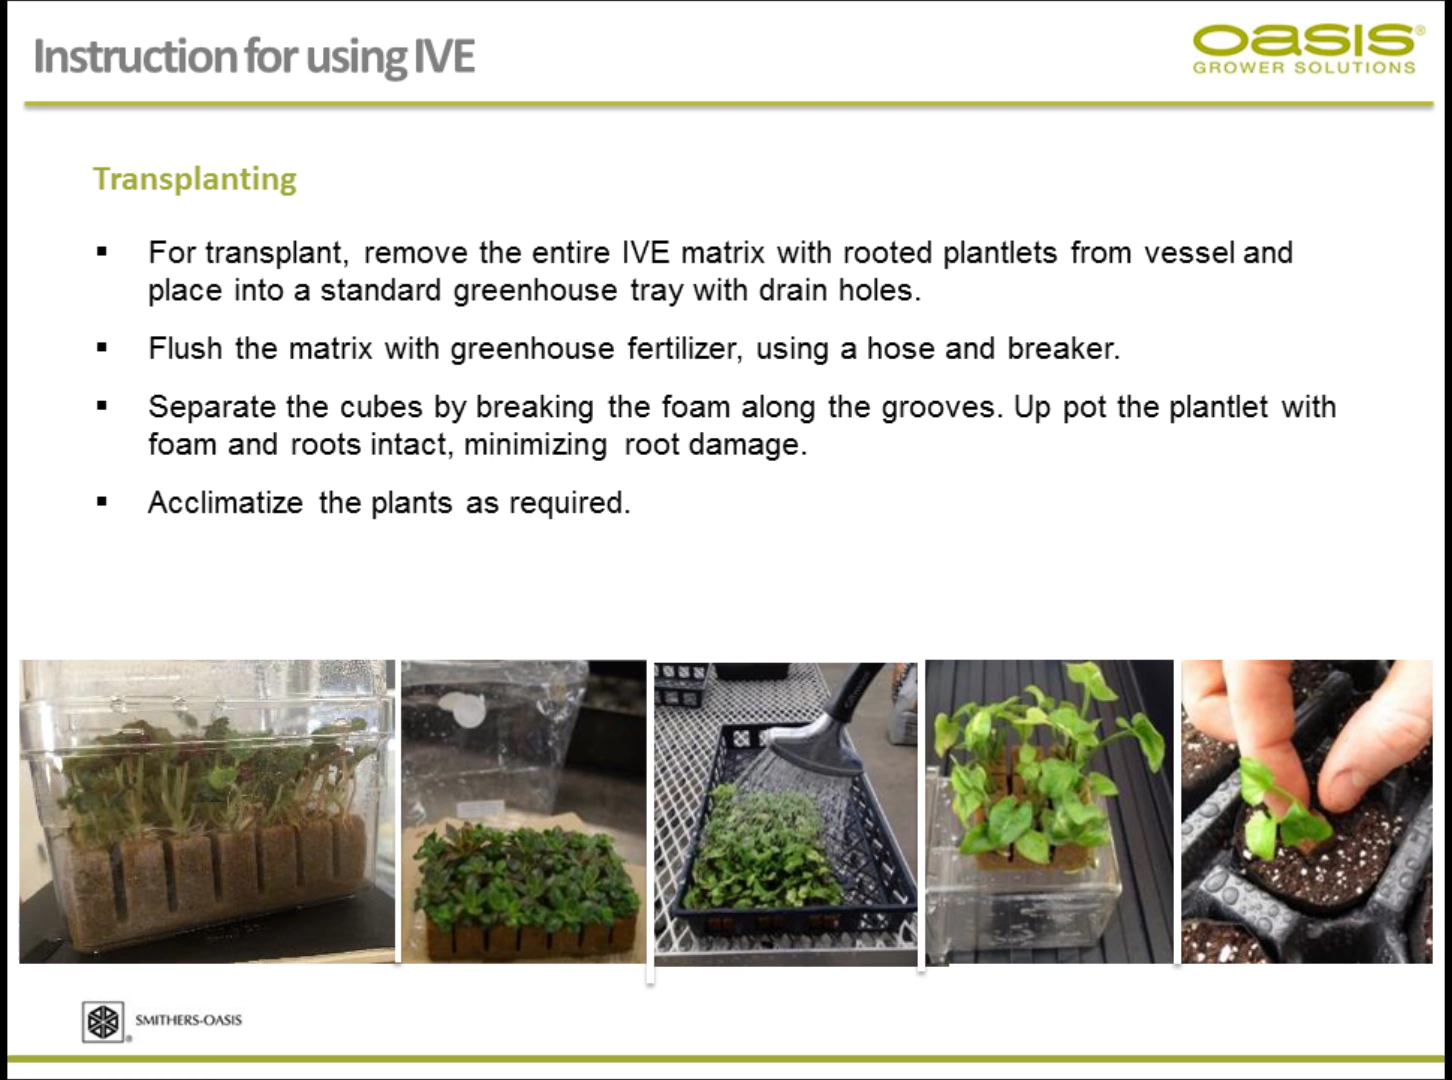 Instruction for using IVE
oasis®
GROWER SOLUTIONS
Transplanting
▪ For transplant, remove the entire IVE matrix with rooted plantlets from vessel and
place into a standard greenhouse tray with drain holes.
▪ Flush the matrix with greenhouse fertilizer, using a hose and breaker.
▪ Separate the cubes by breaking the foam along the grooves. Up pot the plantlet with
foam and roots intact, minimizing root damage.
▪ Acclimatize the plants as required.
SMITHERS-OASIS
®